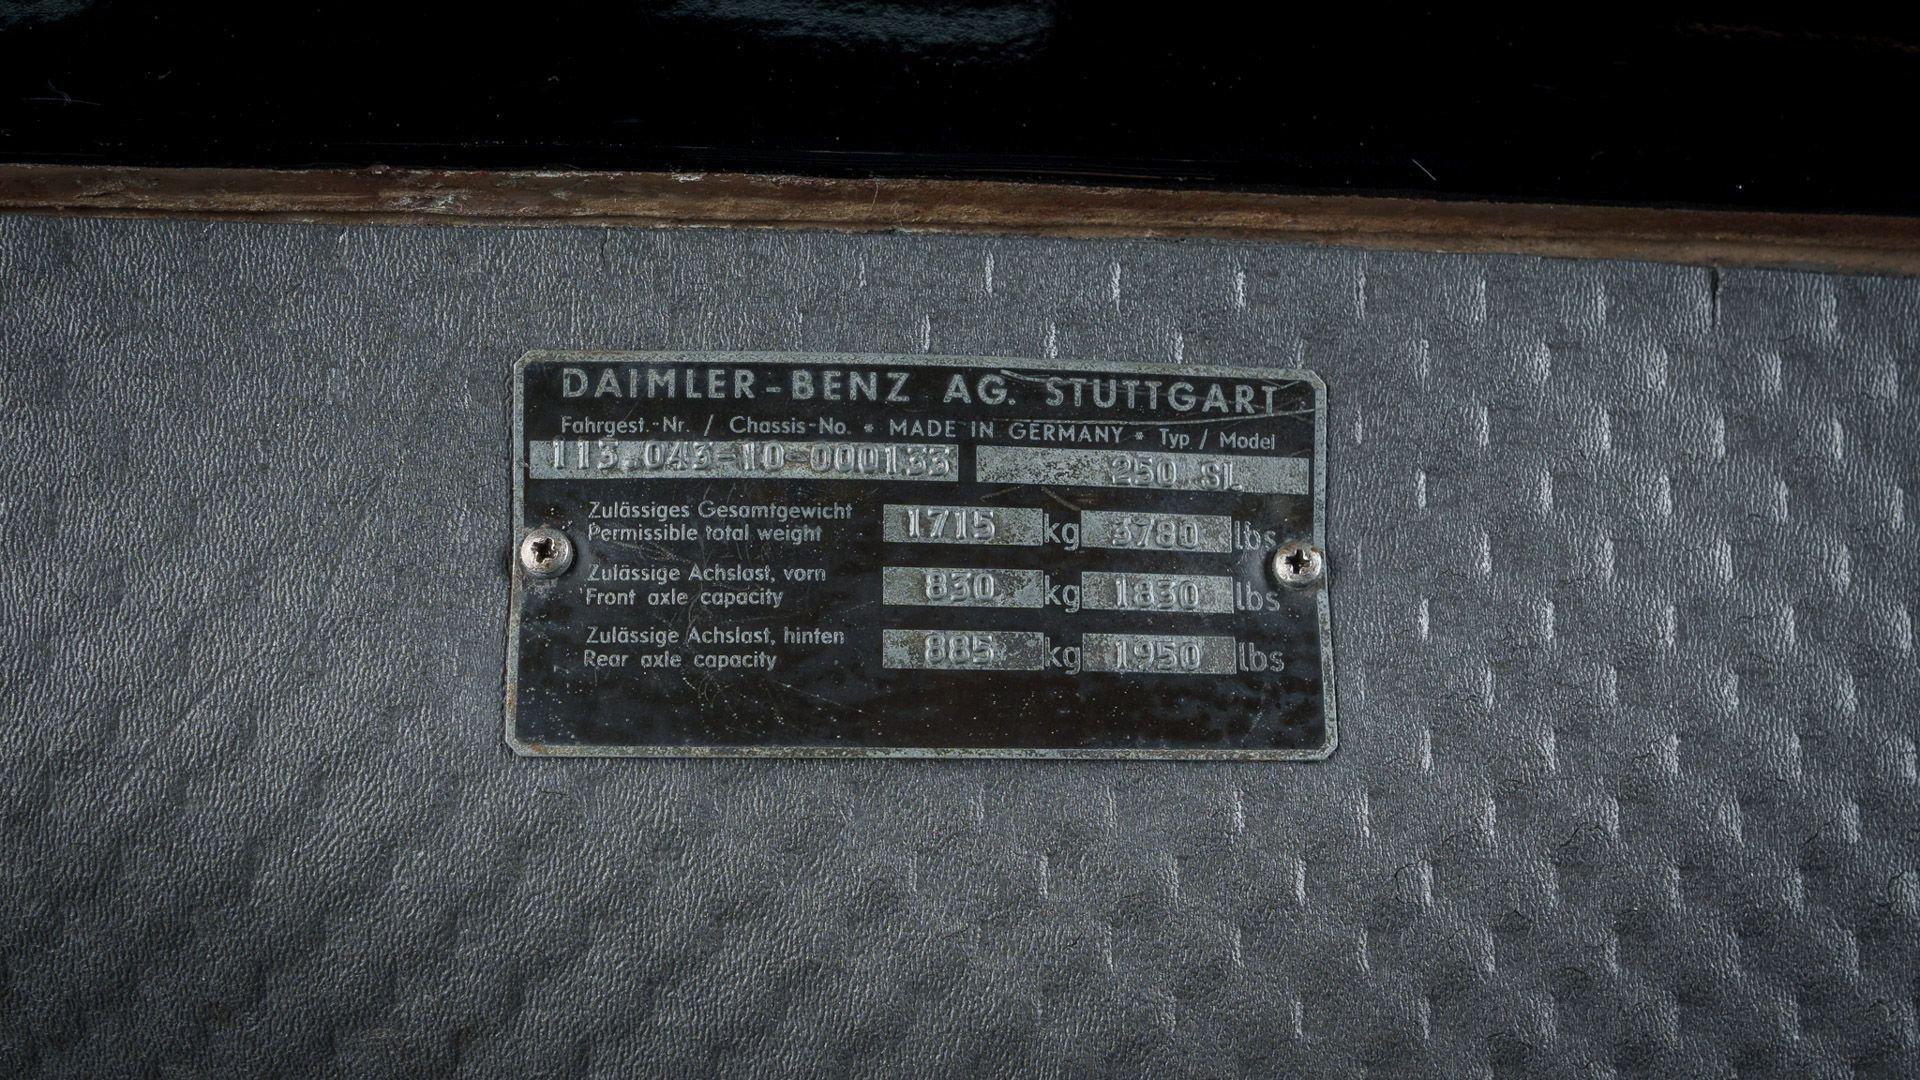 DAIMLER-BENZ AG. STUTTGART
Fahrgest.-Nr. / Chassis-No. * MADE IN GERMANY * Typ / Model
113.043-10-000133 250 SL
Zulässiges Gesamtgewicht
Permissible total weight 1715 kg 3780 lbs
Zulässige Achslast, vorn
Front axle capacity 830 kg 1830 lbs
Zulässige Achslast, hinten
Rear axle capacity 885 kg 1950 lbs